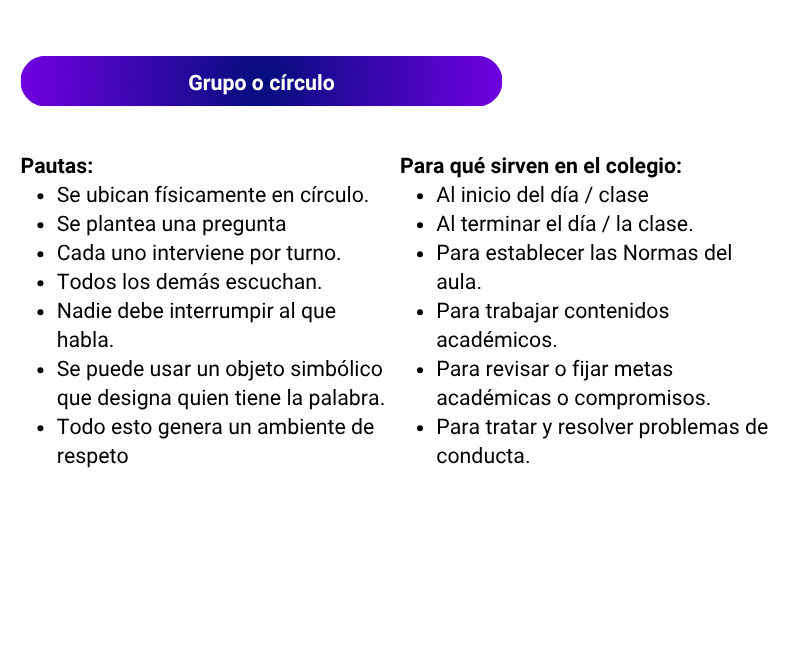 Grupo o círculo
Pautas:
• Se ubican físicamente en círculo.
• Se plantea una pregunta
• Cada uno interviene por turno.
• Todos los demás escuchan.
• Nadie debe interrumpir al que
habla.
• Se puede usar un objeto simbólico
que designa quien tiene la palabra.
• Todo esto genera un ambiente de
respeto
Para qué sirven en el colegio:
• Al inicio del día / clase
• Al terminar el día / la clase.
• Para establecer las Normas del
aula.
• Para trabajar contenidos
académicos.
• Para revisar o fijar metas
académicas o compromisos.
• Para tratar y resolver problemas de
conducta.